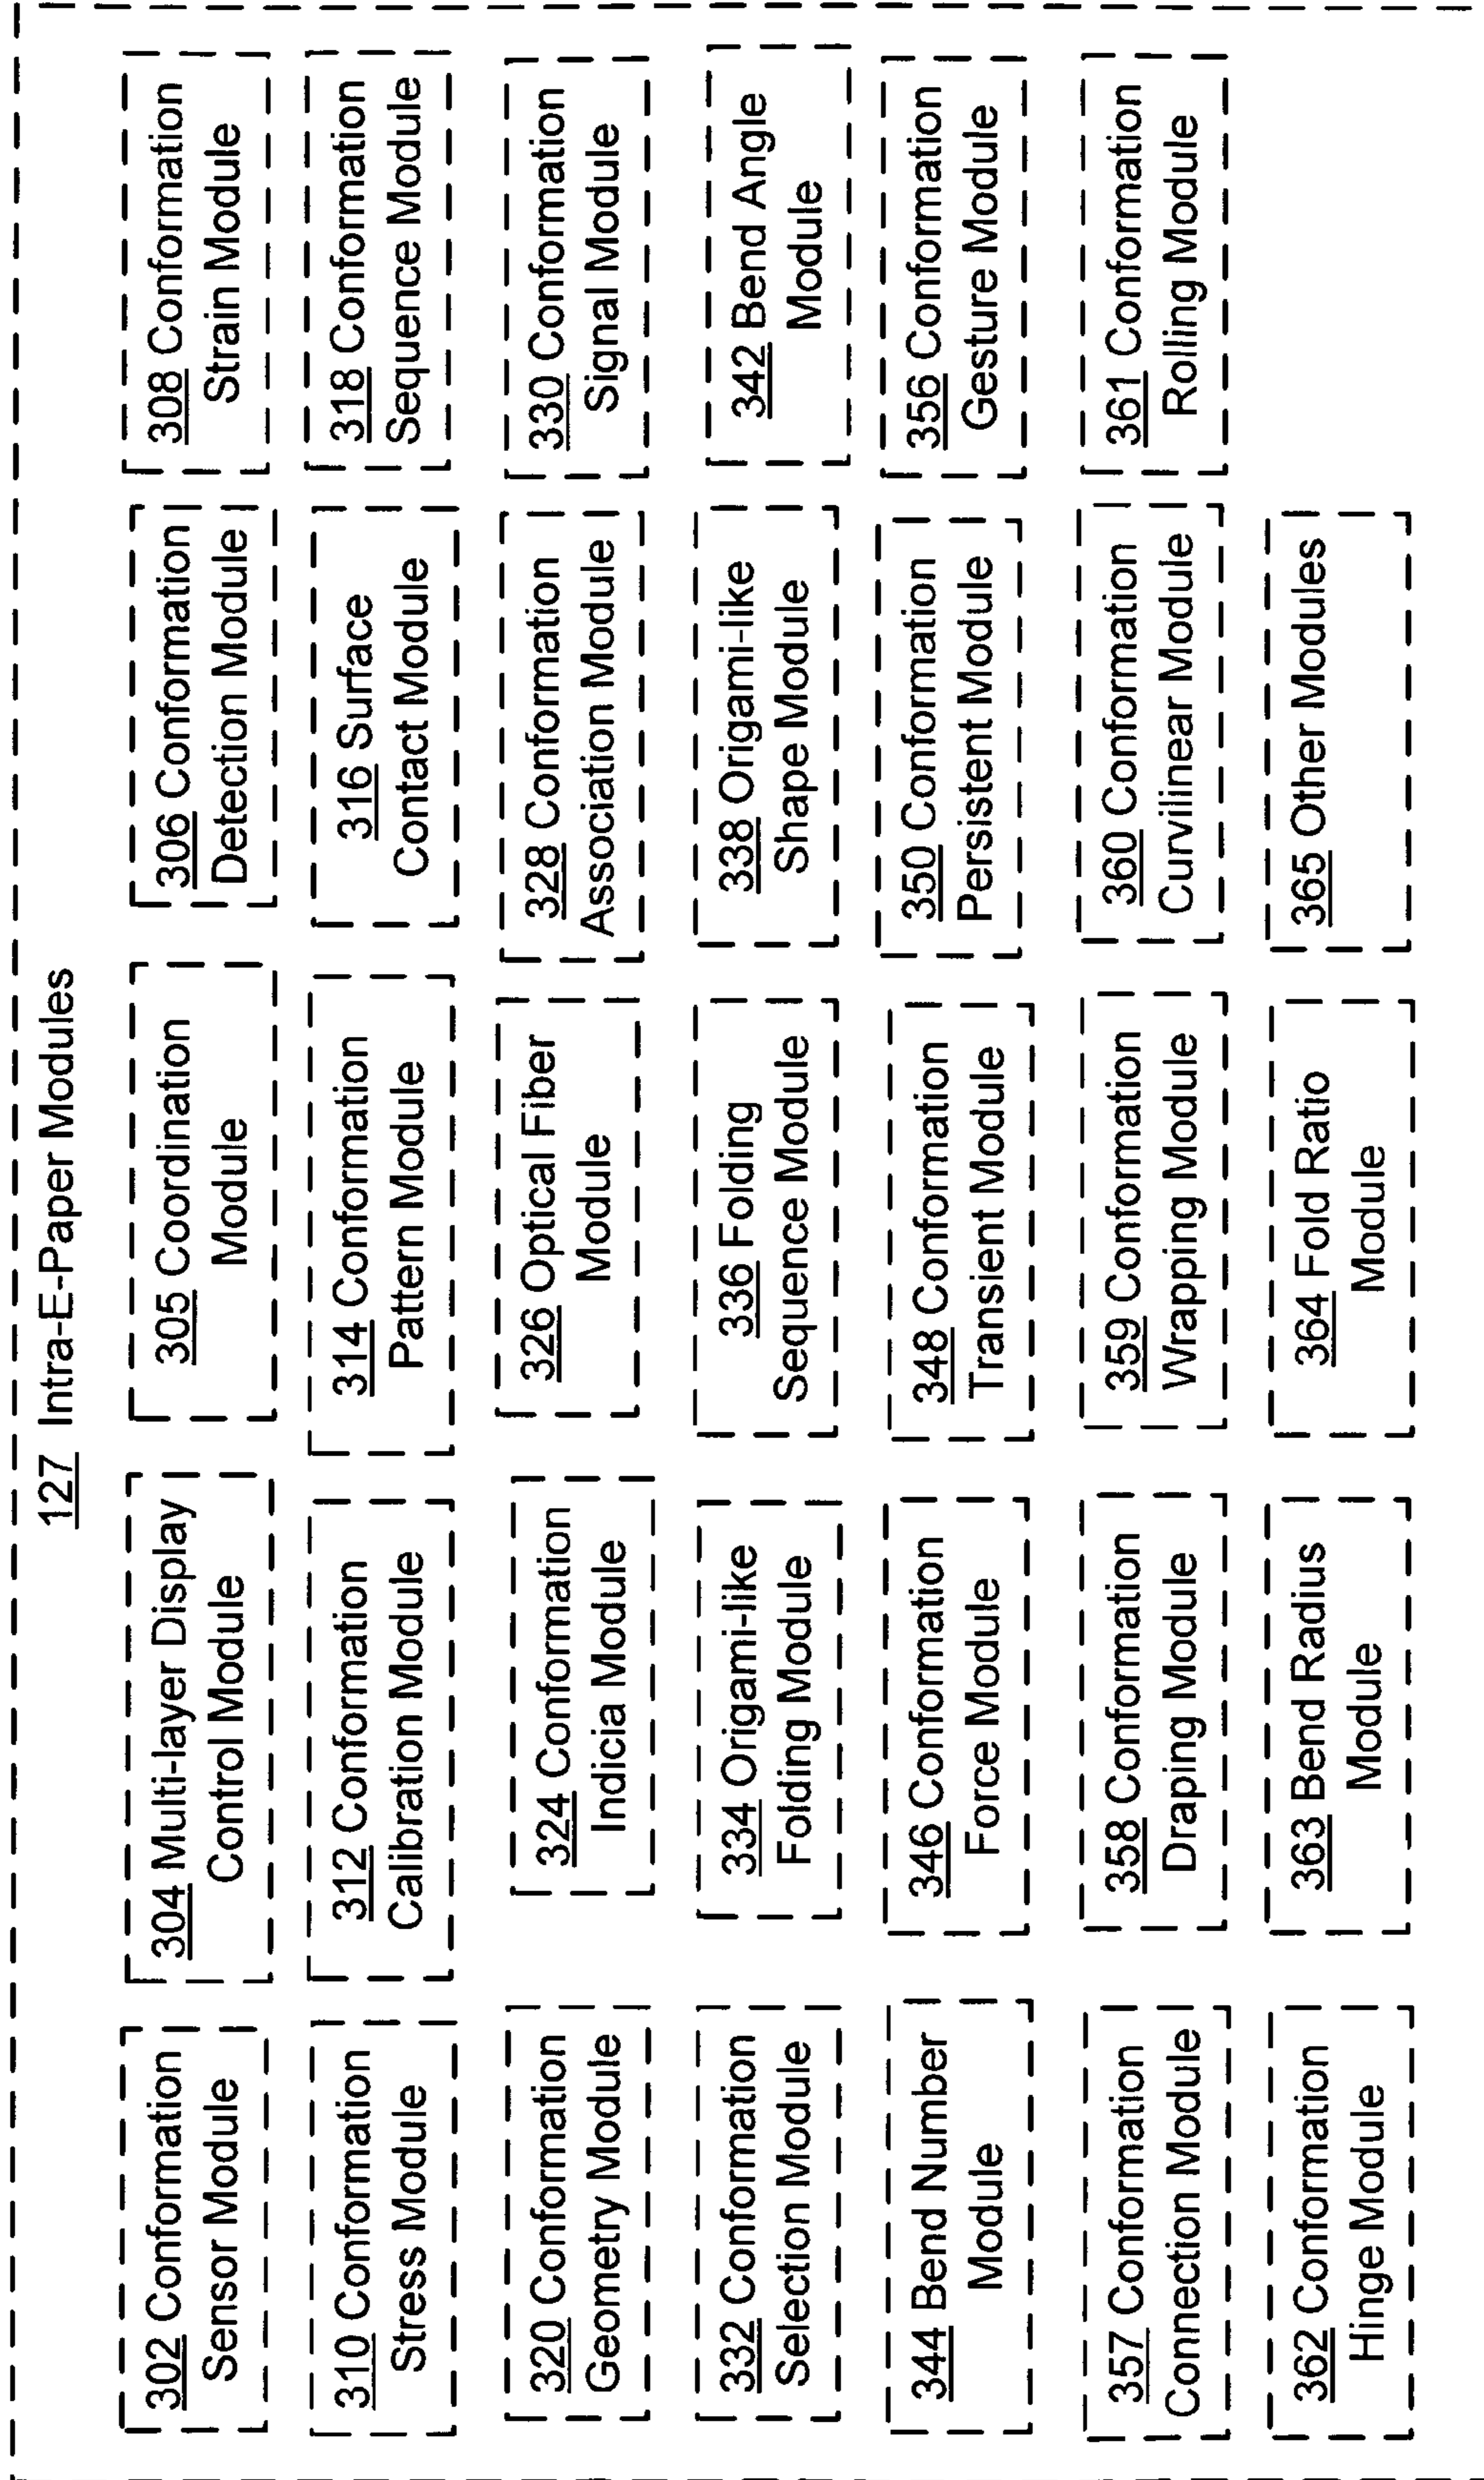 127 Intra-E-Paper Modules
302 Conformation
Sensor Module
304 Multi-layer Display
Control Module
305 Coordination
Module
306 Conformation
Detection Module
308 Conformation
Strain Module
310 Conformation
Stress Module
312 Conformation
Calibration Module
314 Conformation
Pattern Module
316 Surface
Contact Module
318 Conformation
Sequence Module
320 Conformation
Geometry Module
324 Conformation
Indicia Module
326 Optical Fiber
Module
328 Conformation
Association Module
330 Conformation
Signal Module
332 Conformation
Selection Module
334 Origami-like
Folding Module
336 Folding
Sequence Module
338 Origami-like
Shape Module
342 Bend Angle
Module
344 Bend Number
Module
346 Conformation
Force Module
348 Conformation
Transient Module
350 Conformation
Persistent Module
356 Conformation
Gesture Module
357 Conformation
Connection Module
358 Conformation
Draping Module
359 Conformation
Wrapping Module
360 Conformation
Curvilinear Module
361 Conformation
Rolling Module
362 Conformation
Hinge Module
363 Bend Radius
Module
364 Fold Ratio
Module
365 Other Modules